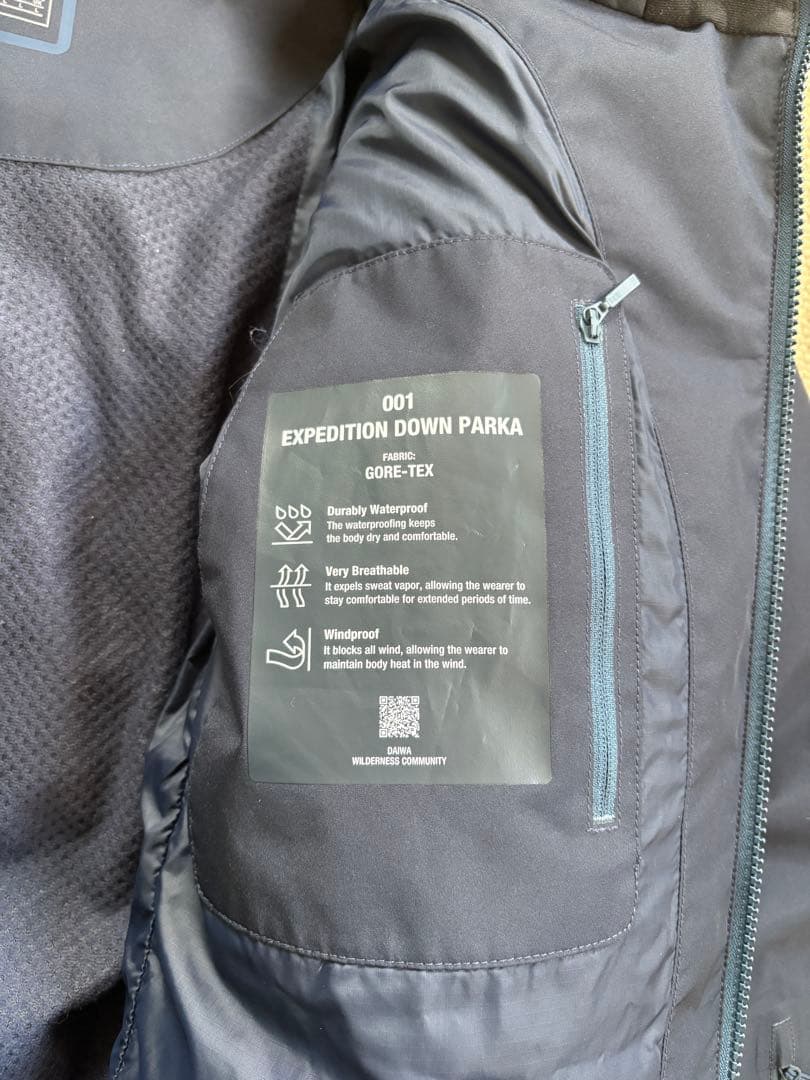 001
EXPEDITION DOWN PARKA
FABRIC:
GORE-TEX
Durably Waterproof
The waterproofing keeps
the body dry and comfortable.
Very Breathable
It expels sweat vapor, allowing the wearer to
stay comfortable for extended periods of time.
Windproof
It blocks all wind, allowing the wearer to
maintain body heat in the wind.
DAIWA
WILDERNESS COMMUNITY